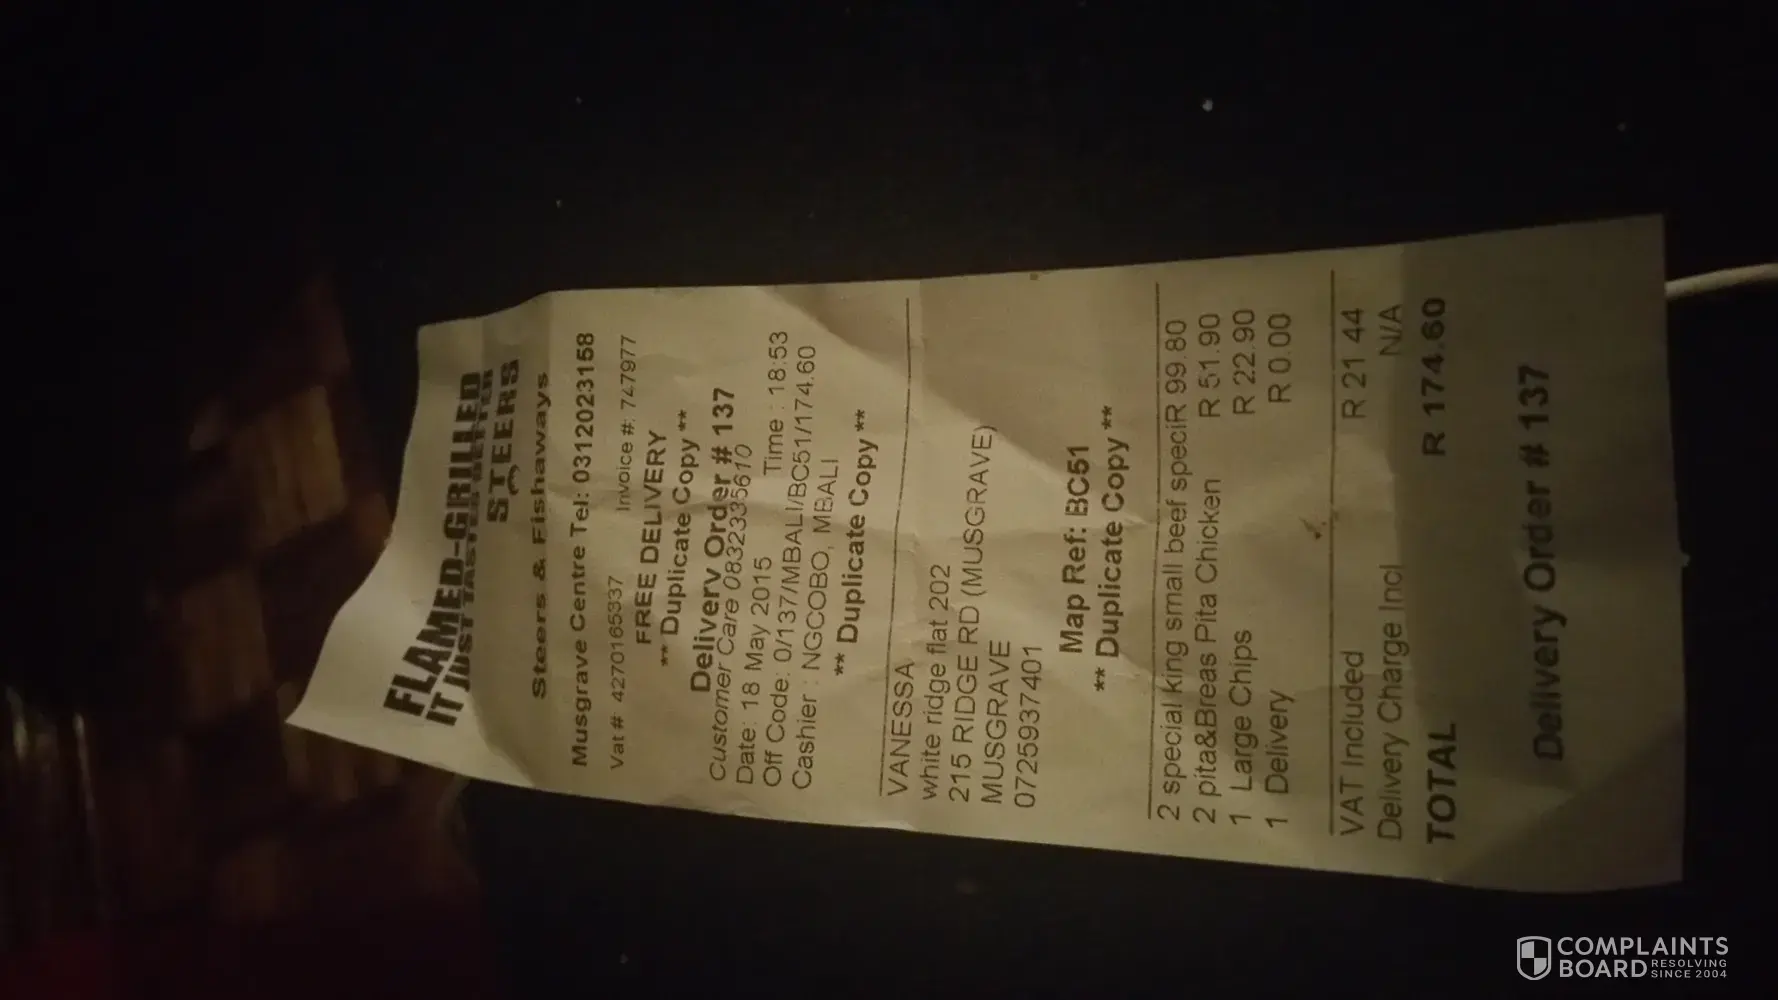 FLAMED-GRILLED
IT JUST TASTES BETTER
STEERS
Steers & Fishaways
Musgrave Centre Tel: 0312023158
Vat # 4270165337 Invoice #: 747977
FREE DELIVERY
** Duplicate Copy **
Delivery Order # 137
Customer Care 0832335610
Date: 18 May 2015 Time : 18:53
Off Code: 0/137/MBALI/BC51/174.60
Cashier : NGCOBO, MBALI
** Duplicate Copy **
VANESSA
white ridge flat 202
215 RIDGE RD (MUSGRAVE)
MUSGRAVE
0725937401
Map Ref: BC51
** Duplicate Copy **
2 special king small beef speciR 99.80
2 pita&Breas Pita Chicken R 51.90
1 Large Chips R 22.90
1 Delivery R 0.00
VAT Included R 21 44
Delivery Charge Incl N/A
TOTAL R 174.60
Delivery Order # 137
COMPLAINTS
BOARD RESOLVING
SINCE 2004